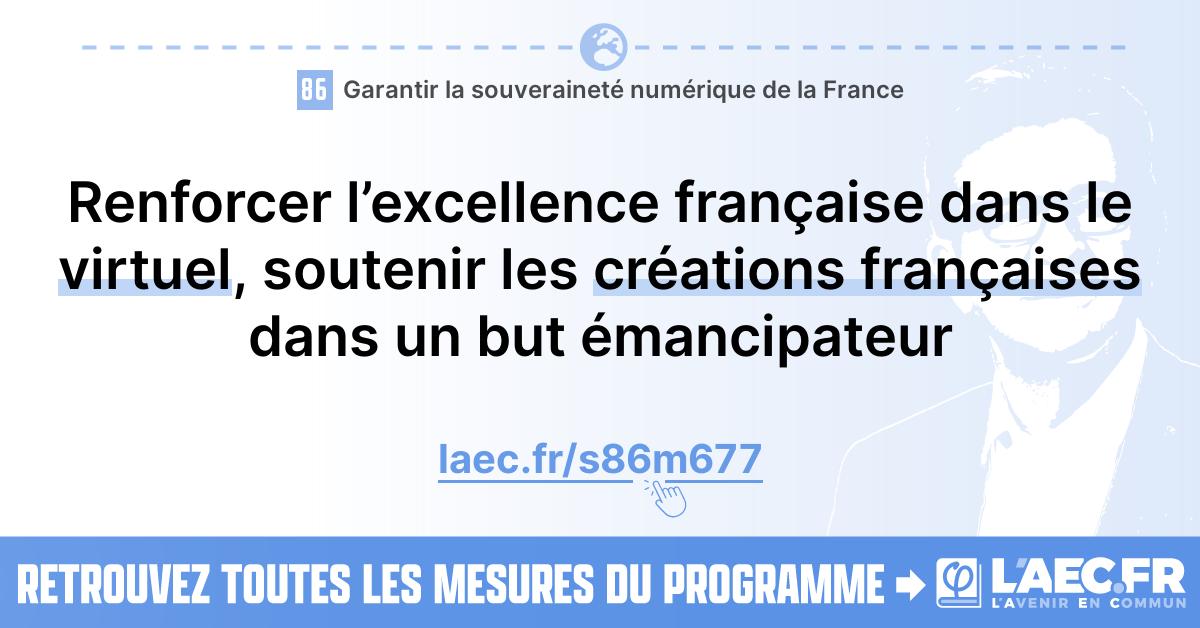 86 Garantir la souveraineté numérique de la France
Renforcer l’excellence française dans le
virtuel, soutenir les créations françaises
dans un but émancipateur
laec.fr/s86m677
RETROUVEZ TOUTES LES MESURES DU PROGRAMME
φ L'AEC.FR
L'AVENIR EN COMMUN